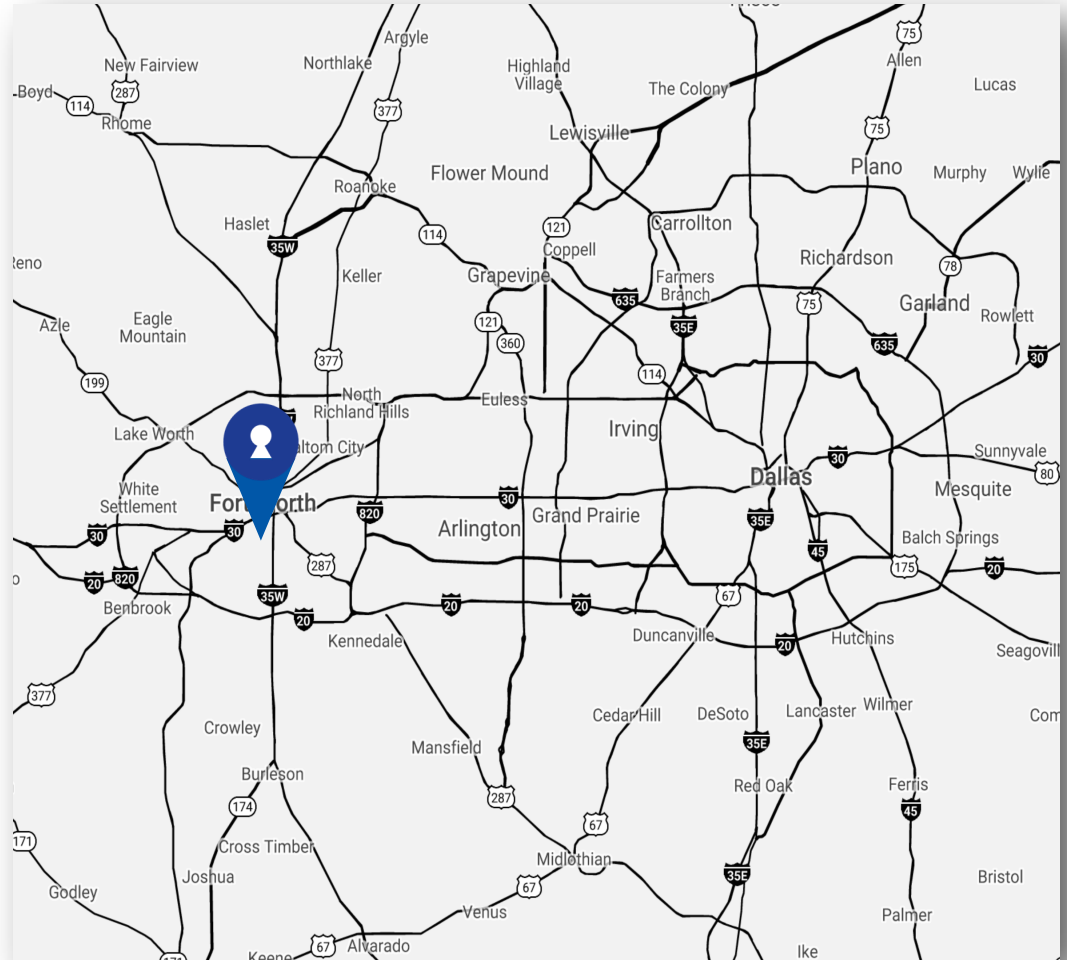 Argyle
75
New Fairview
Northlake
Highland
Village
Allen
287
The Colony
Lucas
Boyd
114
377
Rhome
75
Lewisville
Flower Mound
Plano
Murphy
Wylie
Roanoke
Haslet
121
Carrollton
114
35W
Coppell
Richardson
Keller
Grapevine
Farmers
Branch
78
635
75
Garland
Azle
Eagle
Mountain
121
35E
Rowlett
360
635
377
30
199
114
North
Richland Hills
Euless
Lake Worth
altom City
Irving
30
Sunnyvale
80
Dallas
White
Settlement
Fort Worth
30
Mesquite
820
Grand Prairie
35E
30
30
Arlington
Balch Springs
45
287
175
20
20
820
35W
67
Benbrook
20
20
20
Kennedale
Duncanville
Hutchins
20
Seagovill
377
Crowley
Cedar Hill
DeSoto
Lancaster
Wilmer
Com
Mansfield
35E
Burleson
Red Oak
Ferris
287
174
45
67
171
Cross Timber
Midlothian
Joshua
35E
Bristol
Godley
67
Venus
Palmer
67
Alvarado
Ike
Keene
171